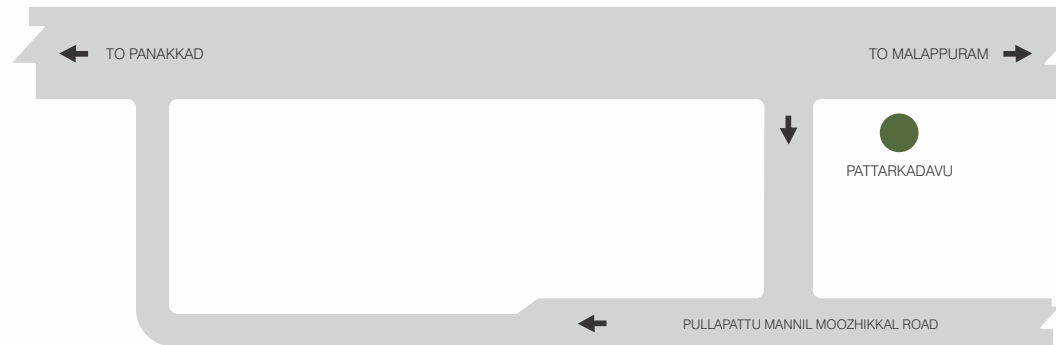 TO PANAKKAD
TO MALAPPURAM
PATTARKADAVU
PULLAPATTU MANNIL MOOZHIKKAL ROAD